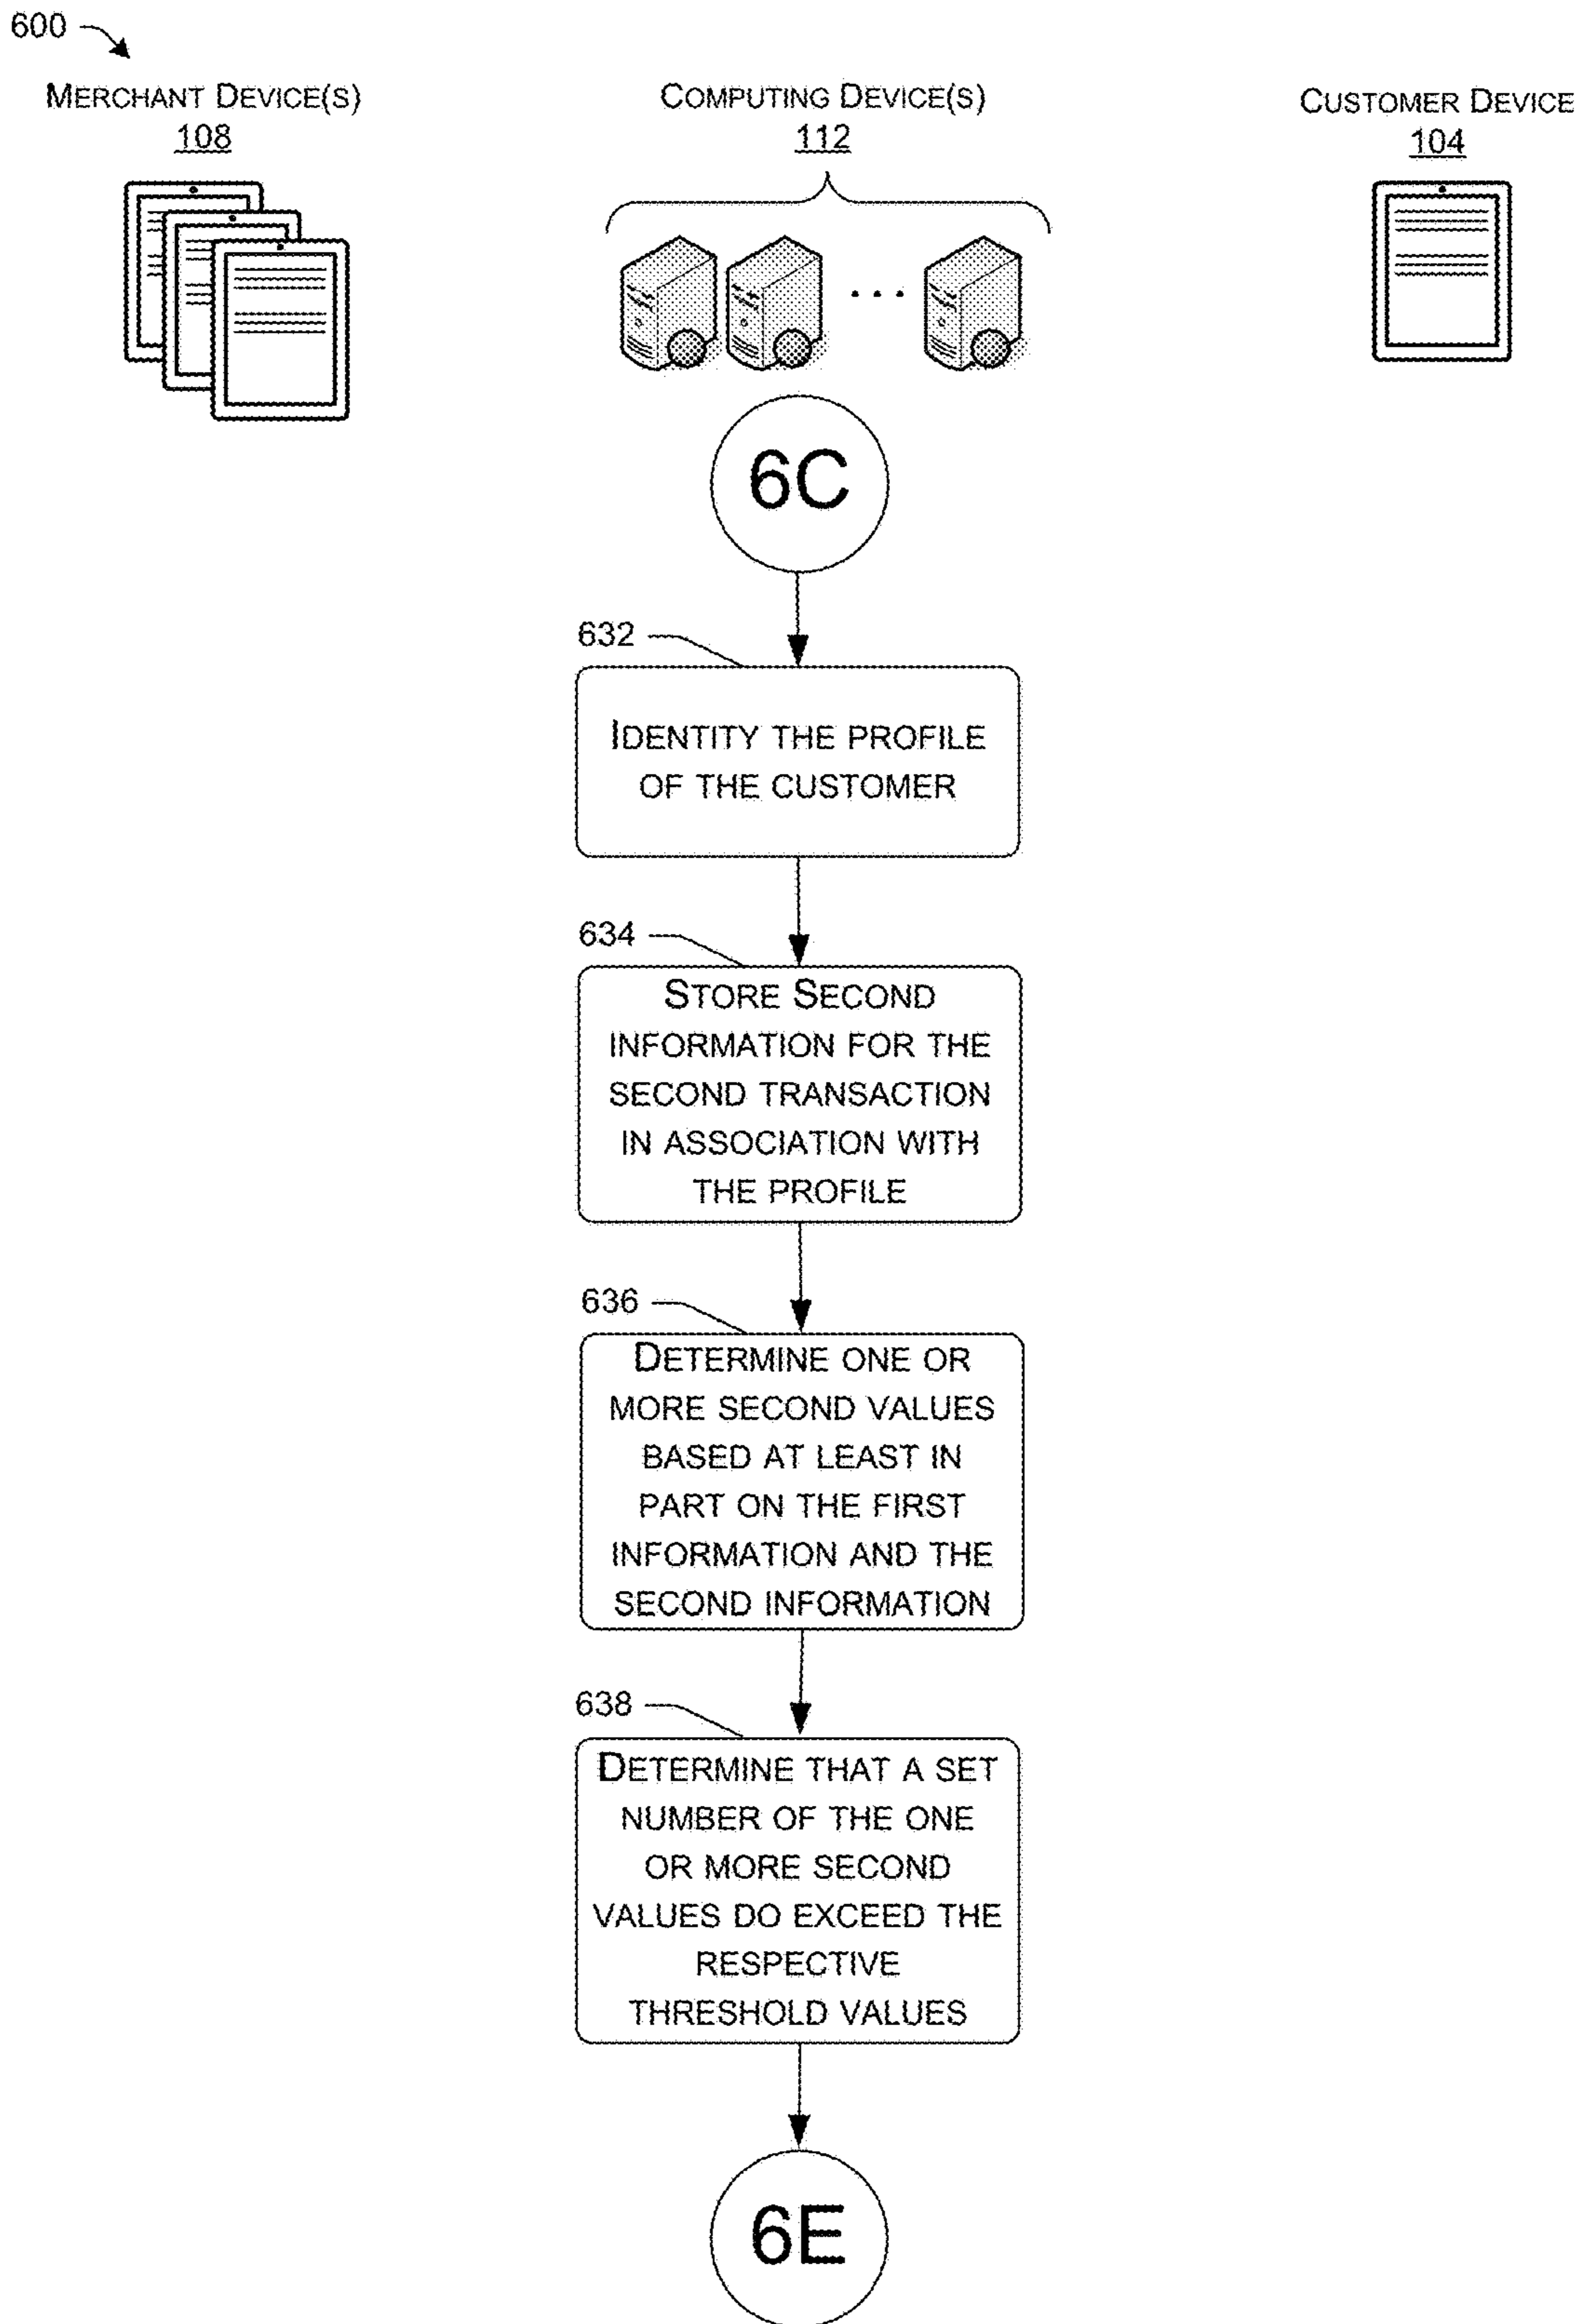 600
MERCHANT DEVICE(S)
108
COMPUTING DEVICE(S)
112
CUSTOMER DEVICE
104
6C
632
IDENTITY THE PROFILE
OF THE CUSTOMER
634
STORE SECOND
INFORMATION FOR THE
SECOND TRANSACTION
IN ASSOCIATION WITH
THE PROFILE
636
DETERMINE ONE OR
MORE SECOND VALUES
BASED AT LEAST IN
PART ON THE FIRST
INFORMATION AND THE
SECOND INFORMATION
638
DETERMINE THAT A SET
NUMBER OF THE ONE
OR MORE SECOND
VALUES DO EXCEED THE
RESPECTIVE
THRESHOLD VALUES
6E